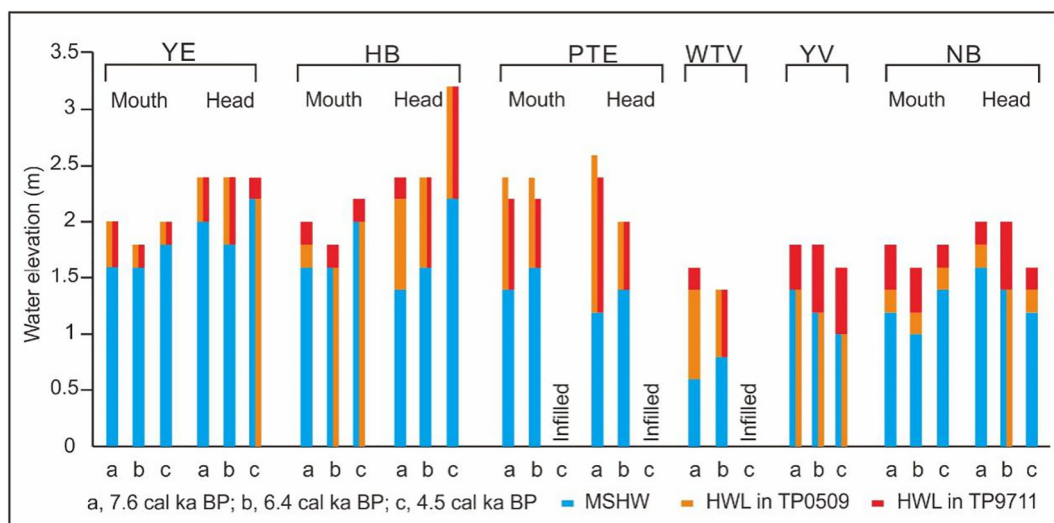 YE HB PTE WTV YV NB
Mouth Head Mouth Head Mouth Head Mouth Head
Water elevation (m)
3.5
3
2.5
2
1.5
1
0.5
0
Infilled Infilled Infilled
a b c a b c a b c a b c a b c a b c a b c a b c a b c a b c
a, 7.6 cal ka BP; b, 6.4 cal ka BP; c, 4.5 cal ka BP MSHW HWL in TP0509 HWL in TP9711